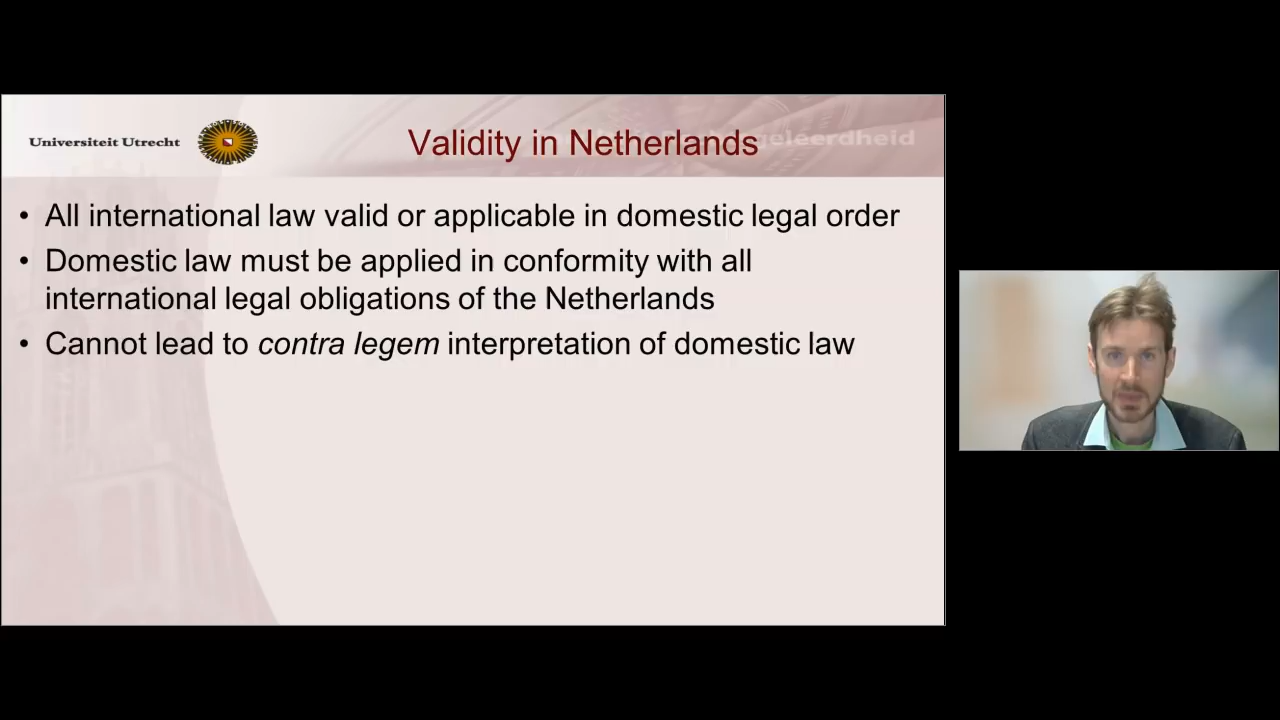 Universiteit Utrecht
Validity in Netherlands
geleerdheid
• All international law valid or applicable in domestic legal order
• Domestic law must be applied in conformity with all
international legal obligations of the Netherlands
• Cannot lead to contra legem interpretation of domestic law